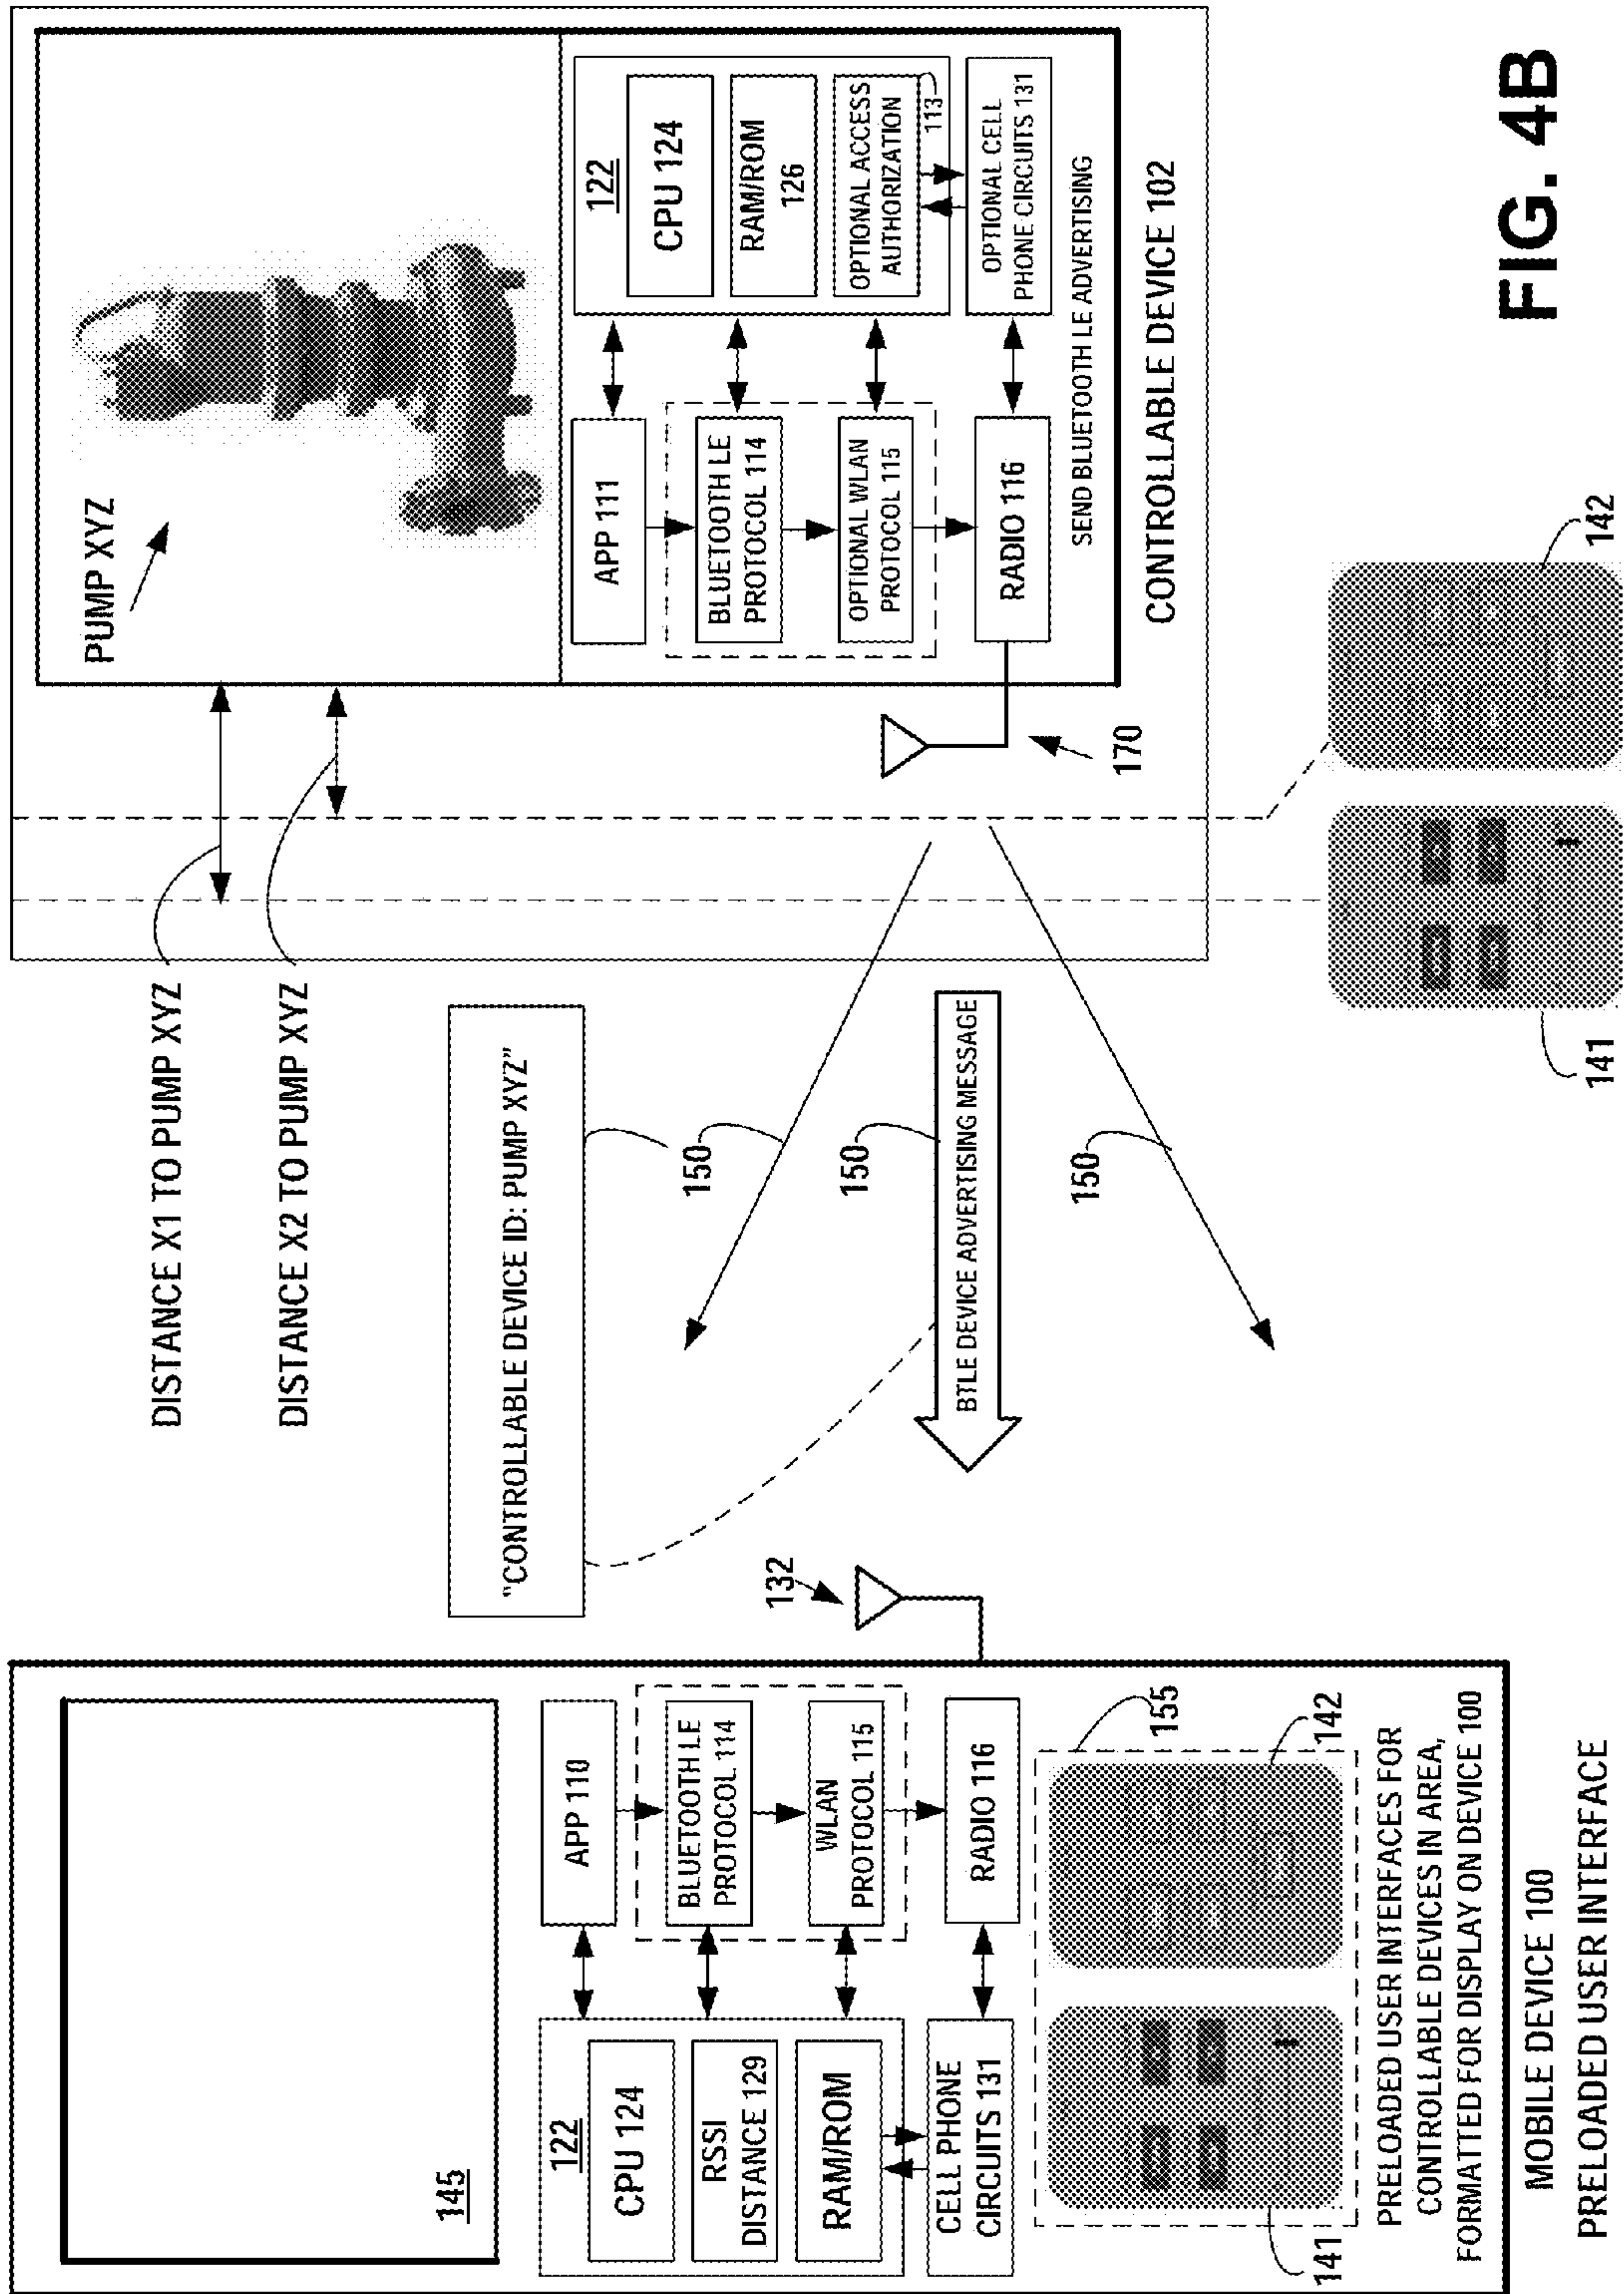 145
122
CPU 124
RSSI
DISTANCE 129
RAM/ROM
CELL PHONE
CIRCUITS 131
APP 110
BLUETOOTH LE
PROTOCOL 114
WLAN
PROTOCOL 115
RADIO 116
155
141
142
PRELOADED USER INTERFACES FOR
CONTROLLABLE DEVICES IN AREA,
FORMATTED FOR DISPLAY ON DEVICE 100
MOBILE DEVICE 100
PRELOADED USER INTERFACE
132
DISTANCE X1 TO PUMP XYZ
DISTANCE X2 TO PUMP XYZ
"CONTROLLABLE DEVICE ID: PUMP XYZ"
150
150
BTLE DEVICE ADVERTISING MESSAGE
150
PUMP XYZ
APP 111
BLUETOOTH LE
PROTOCOL 114
OPTIONAL WLAN
PROTOCOL 115
RADIO 116
122
CPU 124
RAM/ROM
126
OPTIONAL ACCESS
AUTHORIZATION
113
OPTIONAL CELL
PHONE CIRCUITS 131
SEND BLUETOOTH LE ADVERTISING
170
CONTROLLABLE DEVICE 102
141
142
FIG. 4B